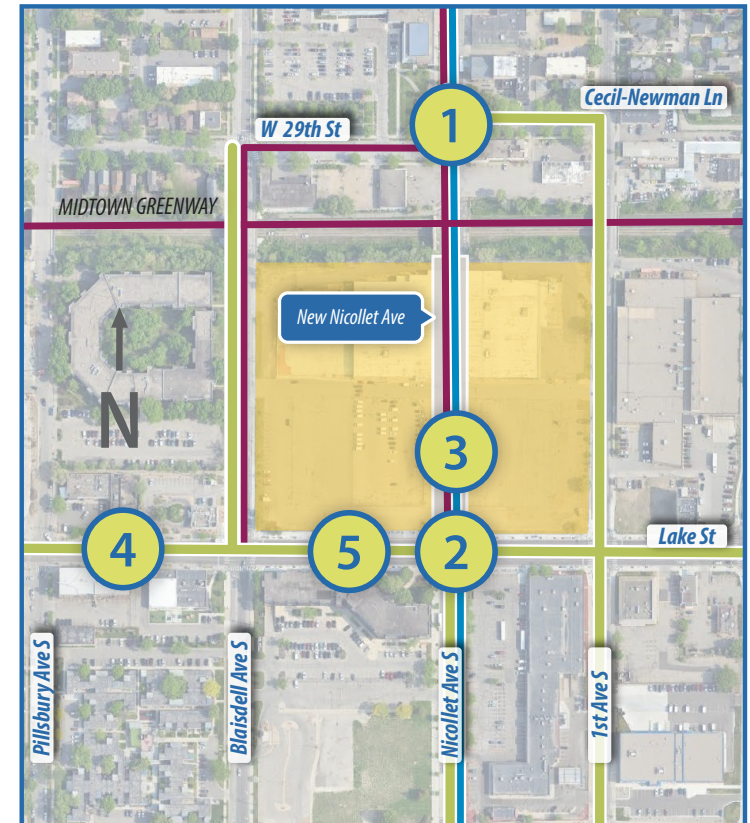 Cecil-Newman Ln
1
W 29th St
MIDTOWN GREENWAY
New Nicollet Ave
N
3
Lake St
4
5
2
Pillsbury Ave S
Blaisdell Ave S
Nicollet Ave S
1st Ave S